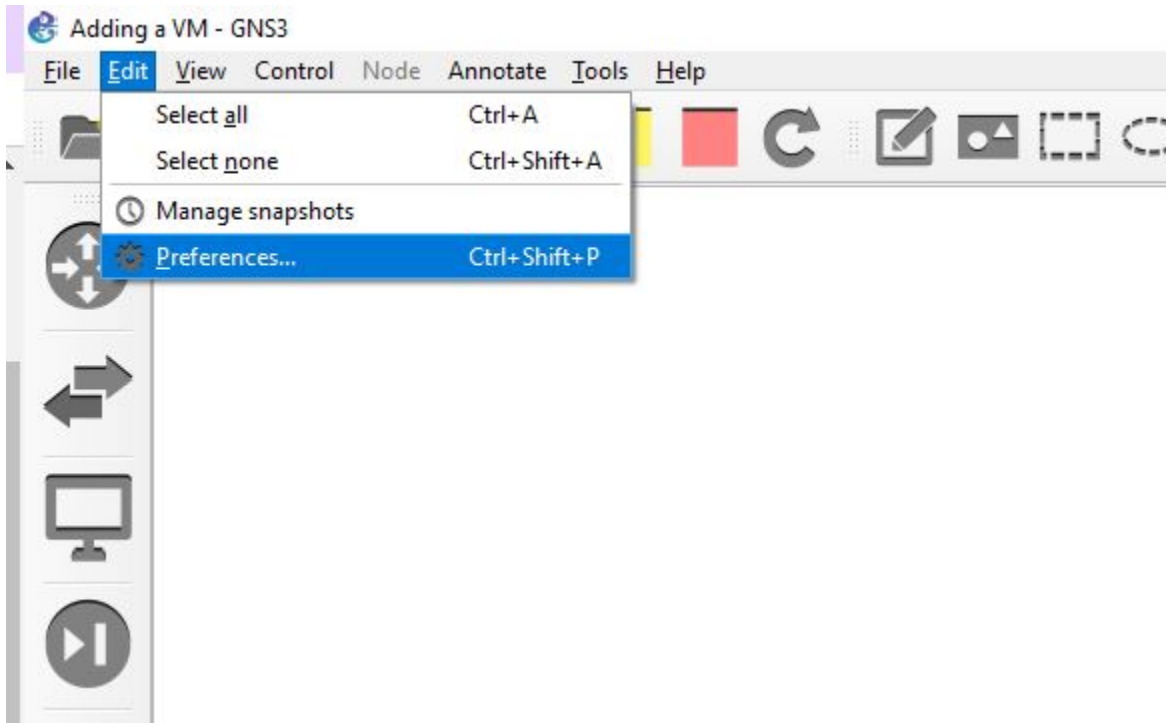 Adding a VM - GNS3
File Edit View Control Node Annotate Tools Help
Select all Ctrl+A
Select none Ctrl+Shift+A
Manage snapshots
Preferences... Ctrl+Shift+P